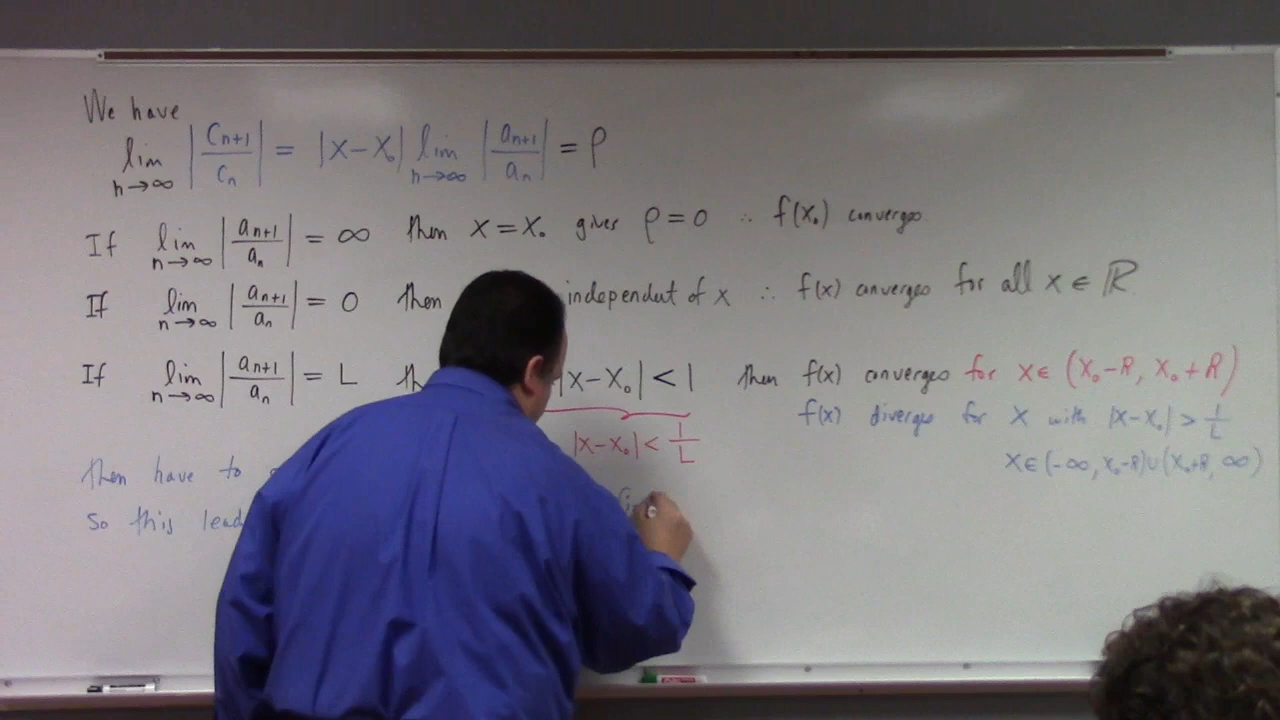 We have
lim n→∞ |Cn+1/Cn| = |x-x₀| lim n→∞ |an+1/an| = ρ
If lim n→∞ |an+1/an| = ∞ then x = x₀ gives ρ = 0 ∴ f(x₀) converges.
If lim n→∞ |an+1/an| = 0 then independent of x ∴ f(x) converges for all x ∈ ℝ
If lim n→∞ |an+1/an| = L |x-x₀| < 1 then f(x) converges for x ∈ (x₀-R, x₀+R)
|x-x₀| < 1/L
f(x) diverges for x with |x-x₀| > 1/L
x ∈ (-∞, x₀-R) ∪ (x₀+R, ∞)
then have to
So this lead